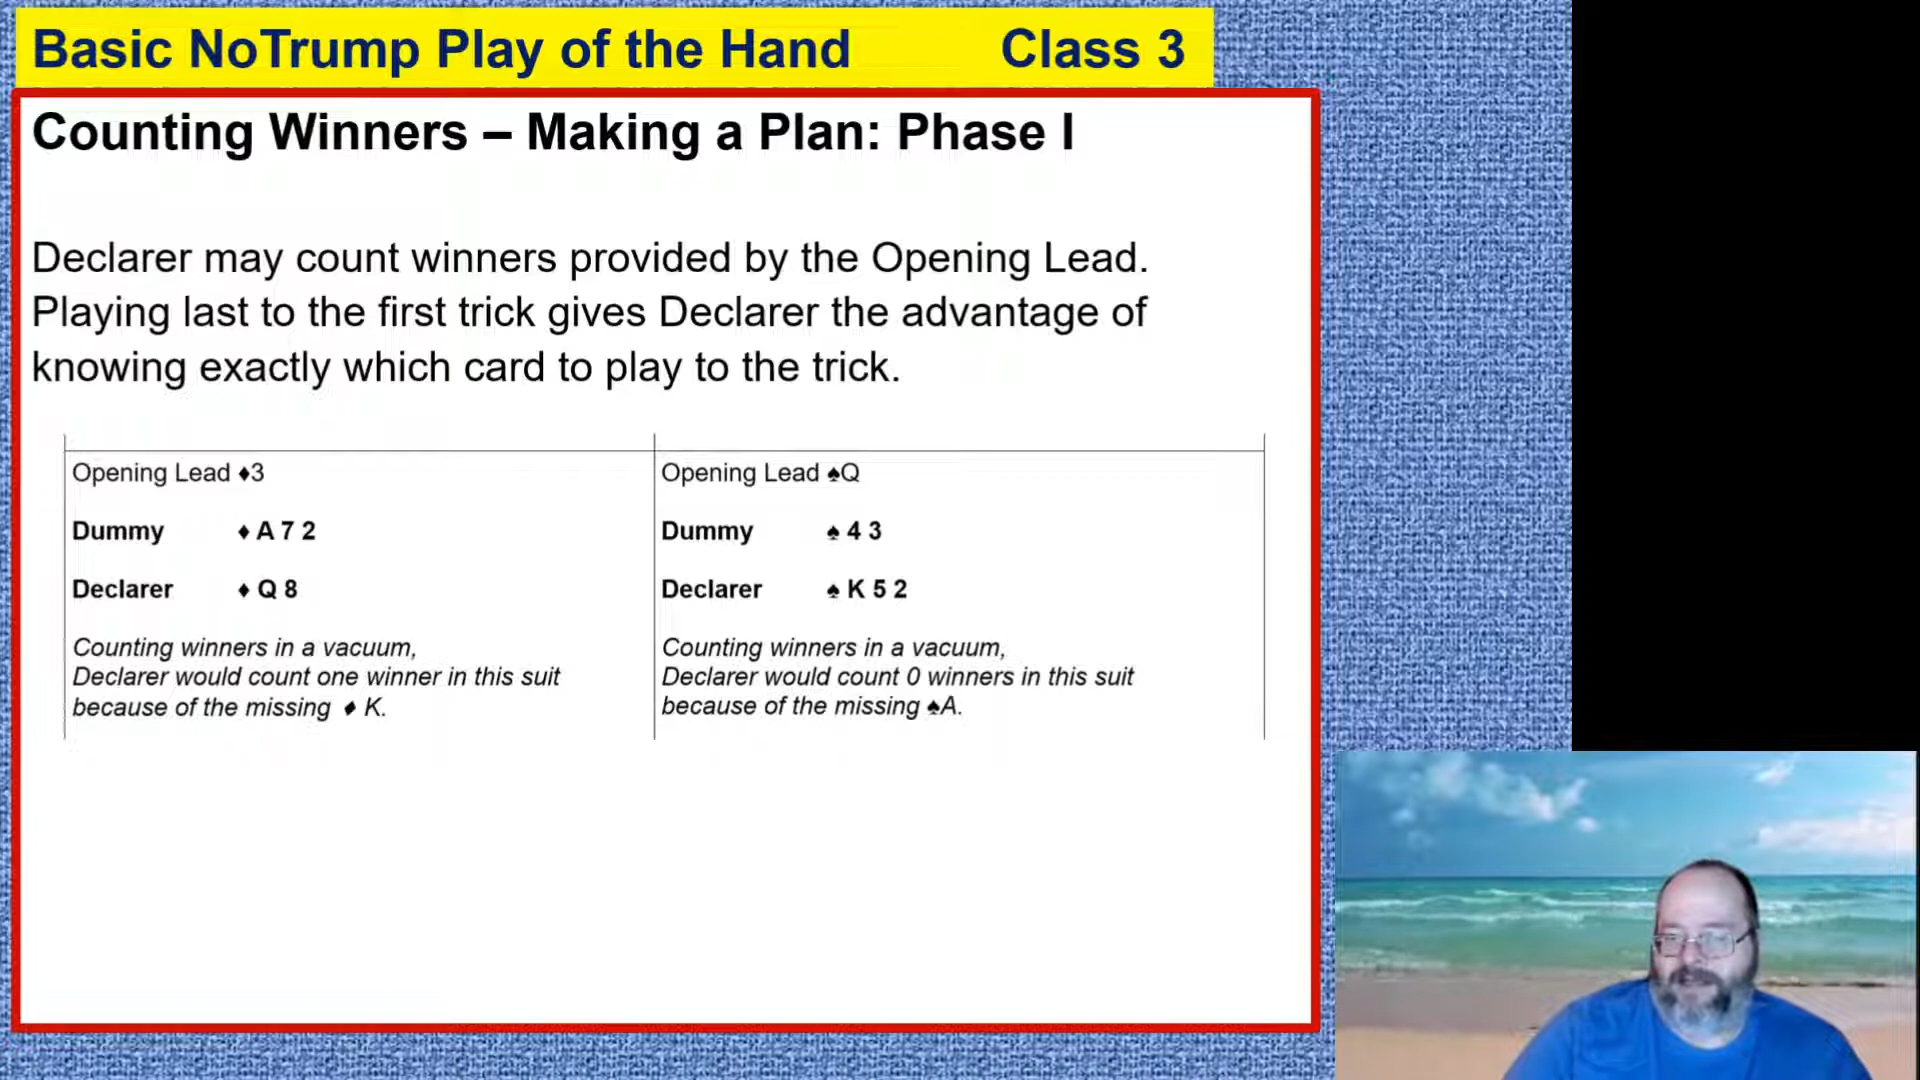 Basic NoTrump Play of the Hand Class 3
Counting Winners – Making a Plan: Phase I
Declarer may count winners provided by the Opening Lead.
Playing last to the first trick gives Declarer the advantage of
knowing exactly which card to play to the trick.
Opening Lead ♦3
Dummy ♦ A 7 2
Declarer ♦ Q 8
Counting winners in a vacuum,
Declarer would count one winner in this suit
because of the missing ♦ K.
Opening Lead ♠Q
Dummy ♠ 4 3
Declarer ♠ K 5 2
Counting winners in a vacuum,
Declarer would count 0 winners in this suit
because of the missing ♠A.